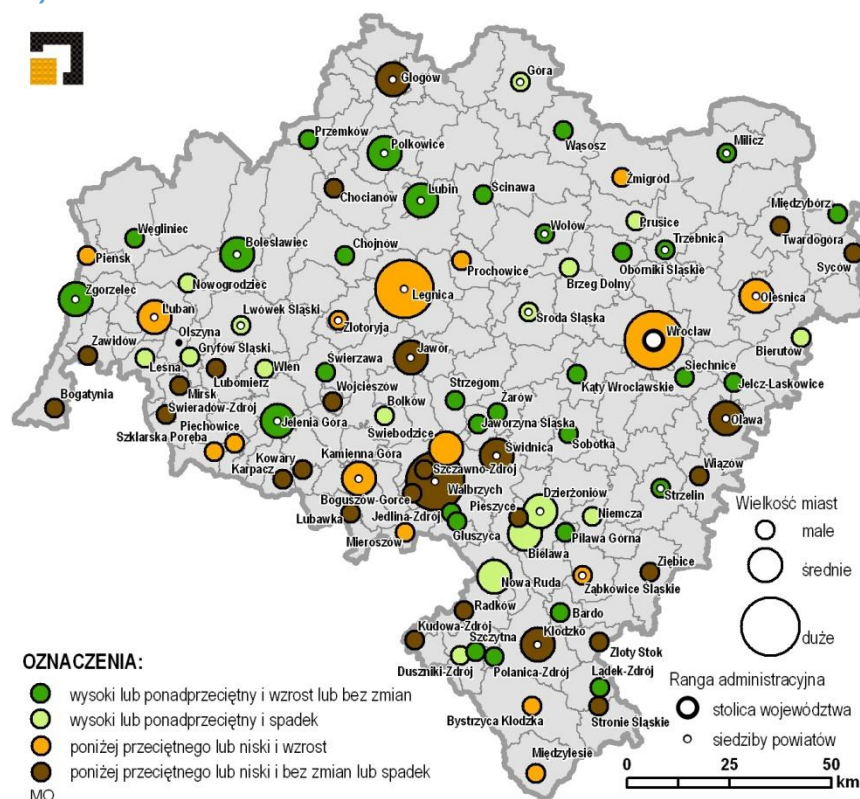 Głogów
Góra
Przemków
Polkowice
Wąsosz
Milicz
Żmigród
Chocianów
Lubin
Ścinawa
Międzybórz
Węgliniec
Wołów
Prusice
Trzebnica
Twardogóra
Bolesławiec
Chojnów
Pieńsk
Prochowice
Oborniki Śląskie
Syców
Brzeg Dolny
Nowogrodziec
Zgorzelec
Legnica
Oleśnica
Lubań
Lwówek Śląski
Złotoryja
Środa Śląska
Wrocław
Olszyna
Zawidów
Gryfów Śląski
Jawor
Bierutów
Leśna
Wleń
Świerzawa
Siechnice
Lubomierz
Kąty Wrocławskie
Jelcz-Laskowice
Mirsk
Wojcieszów
Strzegom
Żarów
Bogatynia
Bolków
Świeradów-Zdrój
Jaworzyna Śląska
Oława
Piechowice
Jelenia Góra
Świebodzice
Sobótka
Szklarska Poręba
Kamienna Góra
Świdnica
Kowary
Szczawno-Zdrój
Wiązów
Karpacz
Wałbrzych
Dzierżoniów
Boguszów-Gorce
Pieszyce
Strzelin
Lubawka
Jedlina-Zdrój
Niemcza
Głuszyca
Piława Górna
Mieroszów
Bielawa
Ziębice
Nowa Ruda
Ząbkowice Śląskie
Radków
Bardo
Kudowa-Zdrój
Szczytna
Kłodzko
Złoty Stok
Duszniki-Zdrój
Polanica-Zdrój
Lądek-Zdrój
Bystrzyca Kłodzka
Stronie Śląskie
Międzylesie
Wielkość miast
małe
średnie
duże
Ranga administracyjna
stolica województwa
siedziby powiatów
0 25 50
km
OZNACZENIA:
wysoki lub ponadprzeciętny i wzrost lub bez zmian
wysoki lub ponadprzeciętny i spadek
poniżej przeciętnego lub niski i wzrost
poniżej przeciętnego lub niski i bez zmian lub spadek
MO